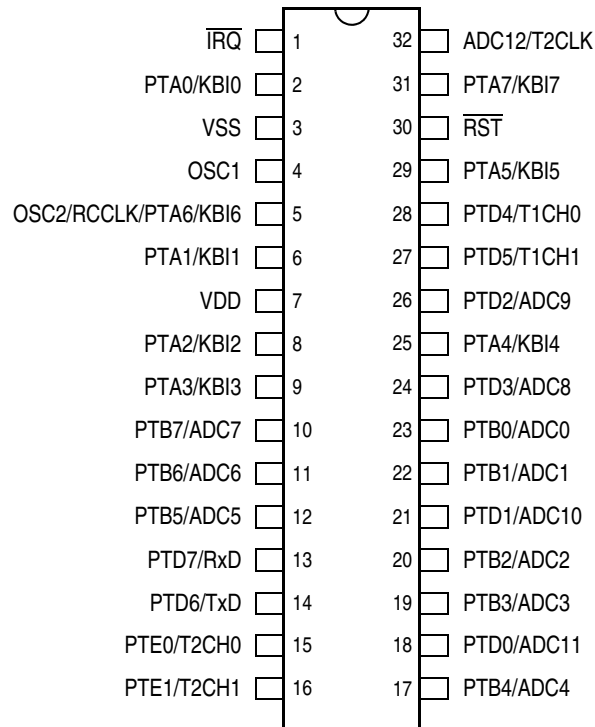 IRQ 1 32 ADC12/T2CLK
PTA0/KBI0 2 31 PTA7/KBI7
VSS 3 30 RST
OSC1 4 29 PTA5/KBI5
OSC2/RCCLK/PTA6/KBI6 5 28 PTD4/T1CH0
PTA1/KBI1 6 27 PTD5/T1CH1
VDD 7 26 PTD2/ADC9
PTA2/KBI2 8 25 PTA4/KBI4
PTA3/KBI3 9 24 PTD3/ADC8
PTB7/ADC7 10 23 PTB0/ADC0
PTB6/ADC6 11 22 PTB1/ADC1
PTB5/ADC5 12 21 PTD1/ADC10
PTD7/RxD 13 20 PTB2/ADC2
PTD6/TxD 14 19 PTB3/ADC3
PTE0/T2CH0 15 18 PTD0/ADC11
PTE1/T2CH1 16 17 PTB4/ADC4